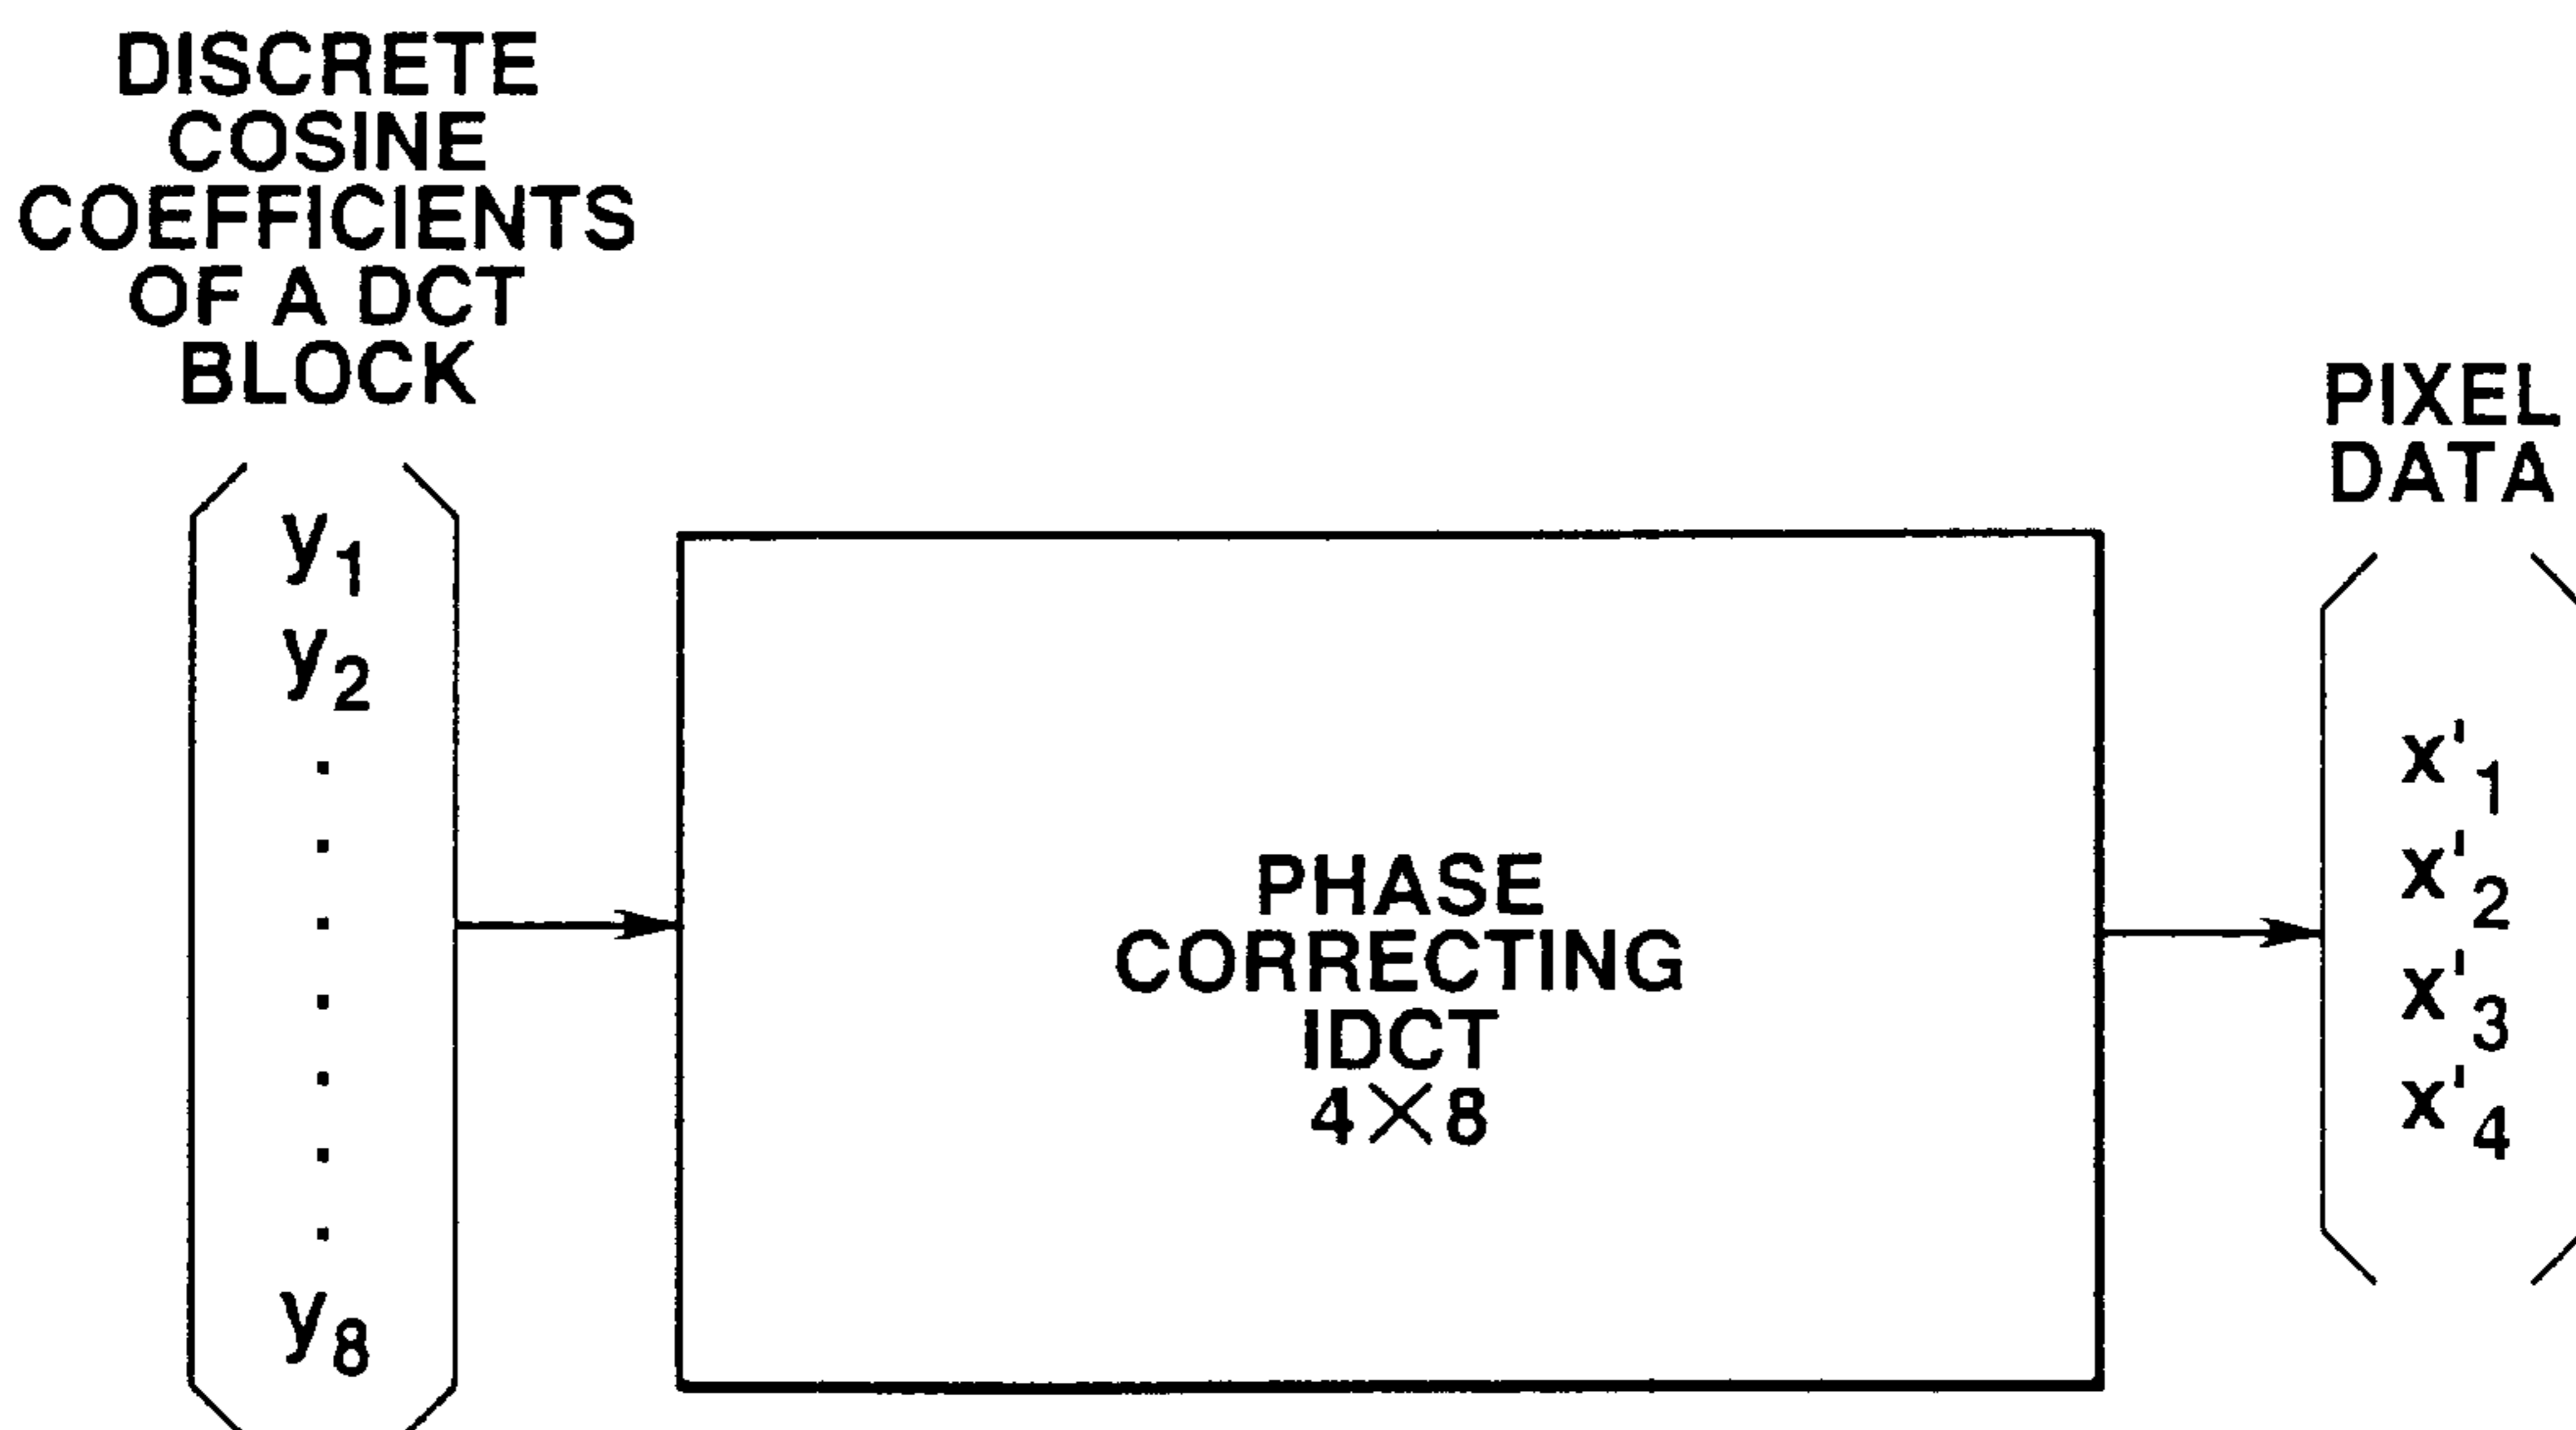 DISCRETE
COSINE
COEFFICIENTS
OF A DCT
BLOCK
y1
y2
.
.
.
.
.
.
.
y8
PHASE
CORRECTING
IDCT
4×8
PIXEL
DATA
x'1
x'2
x'3
x'4